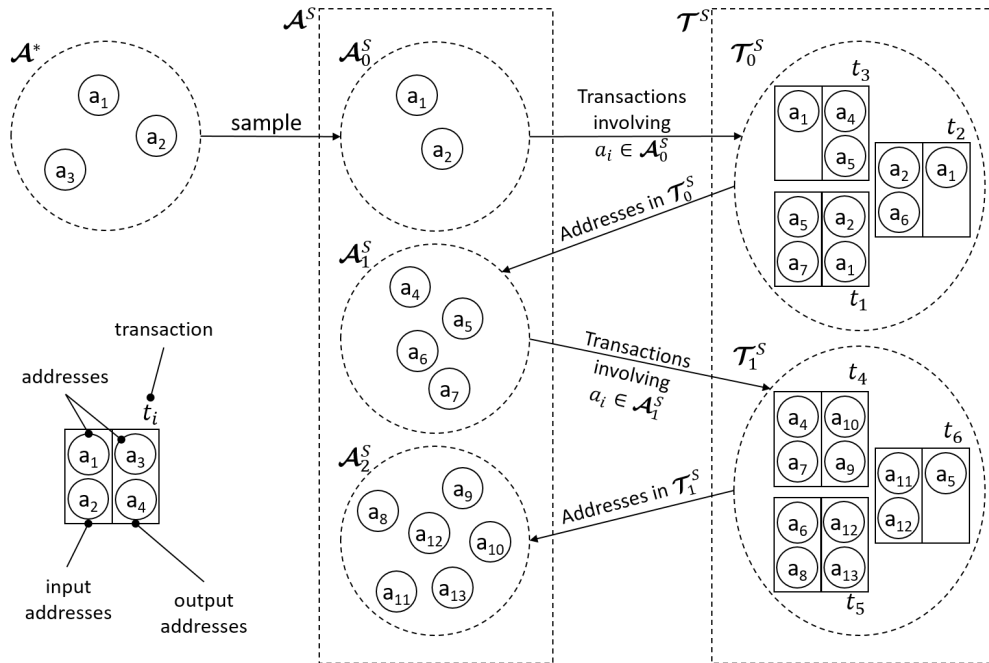 𝓐*
a₁
a₂
a₃
sample
𝓐ˢ
𝓐₀ˢ
a₁
a₂
Transactions
involving
aᵢ ∈ 𝓐₀ˢ
𝓣ˢ
𝓣₀ˢ
t₃
a₁ a₄
a₅
t₂
a₂ a₁
a₆
a₅ a₂
a₇ a₁
t₁
Addresses in 𝓣₀ˢ
𝓐₁ˢ
a₄
a₅
a₆
a₇
Transactions
involving
aᵢ ∈ 𝓐₁ˢ
𝓣₁ˢ
t₄
a₄ a₁₀
a₇ a₉
t₆
a₁₁ a₅
a₁₂
a₆ a₁₂
a₈ a₁₃
t₅
Addresses in 𝓣₁ˢ
𝓐₂ˢ
a₉
a₈
a₁₂
a₁₀
a₁₁
a₁₃
transaction
addresses
tᵢ
a₁ a₃
a₂ a₄
input
addresses
output
addresses